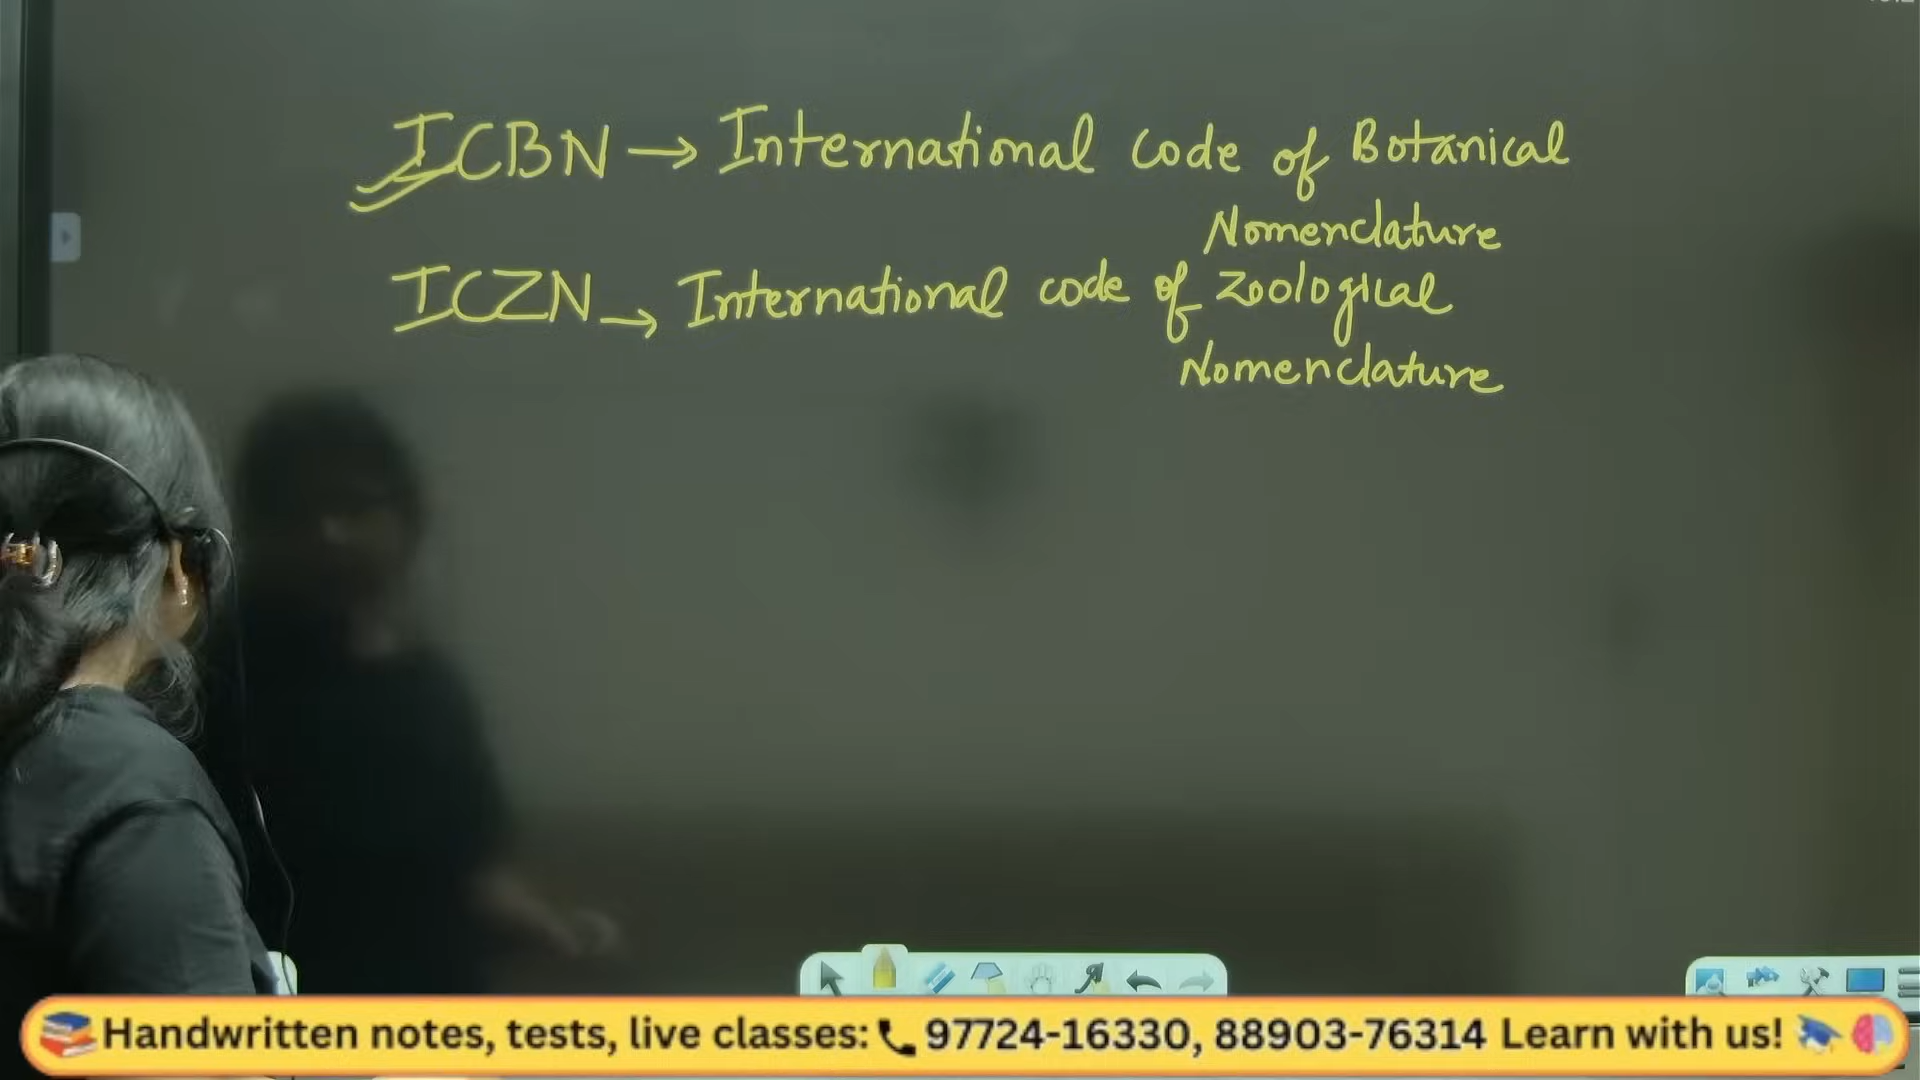 ICBN → International code of Botanical
Nomenclature
ICZN → International code of Zoological
Nomenclature
Handwritten notes, tests, live classes: 97724-16330, 88903-76314 Learn with us!